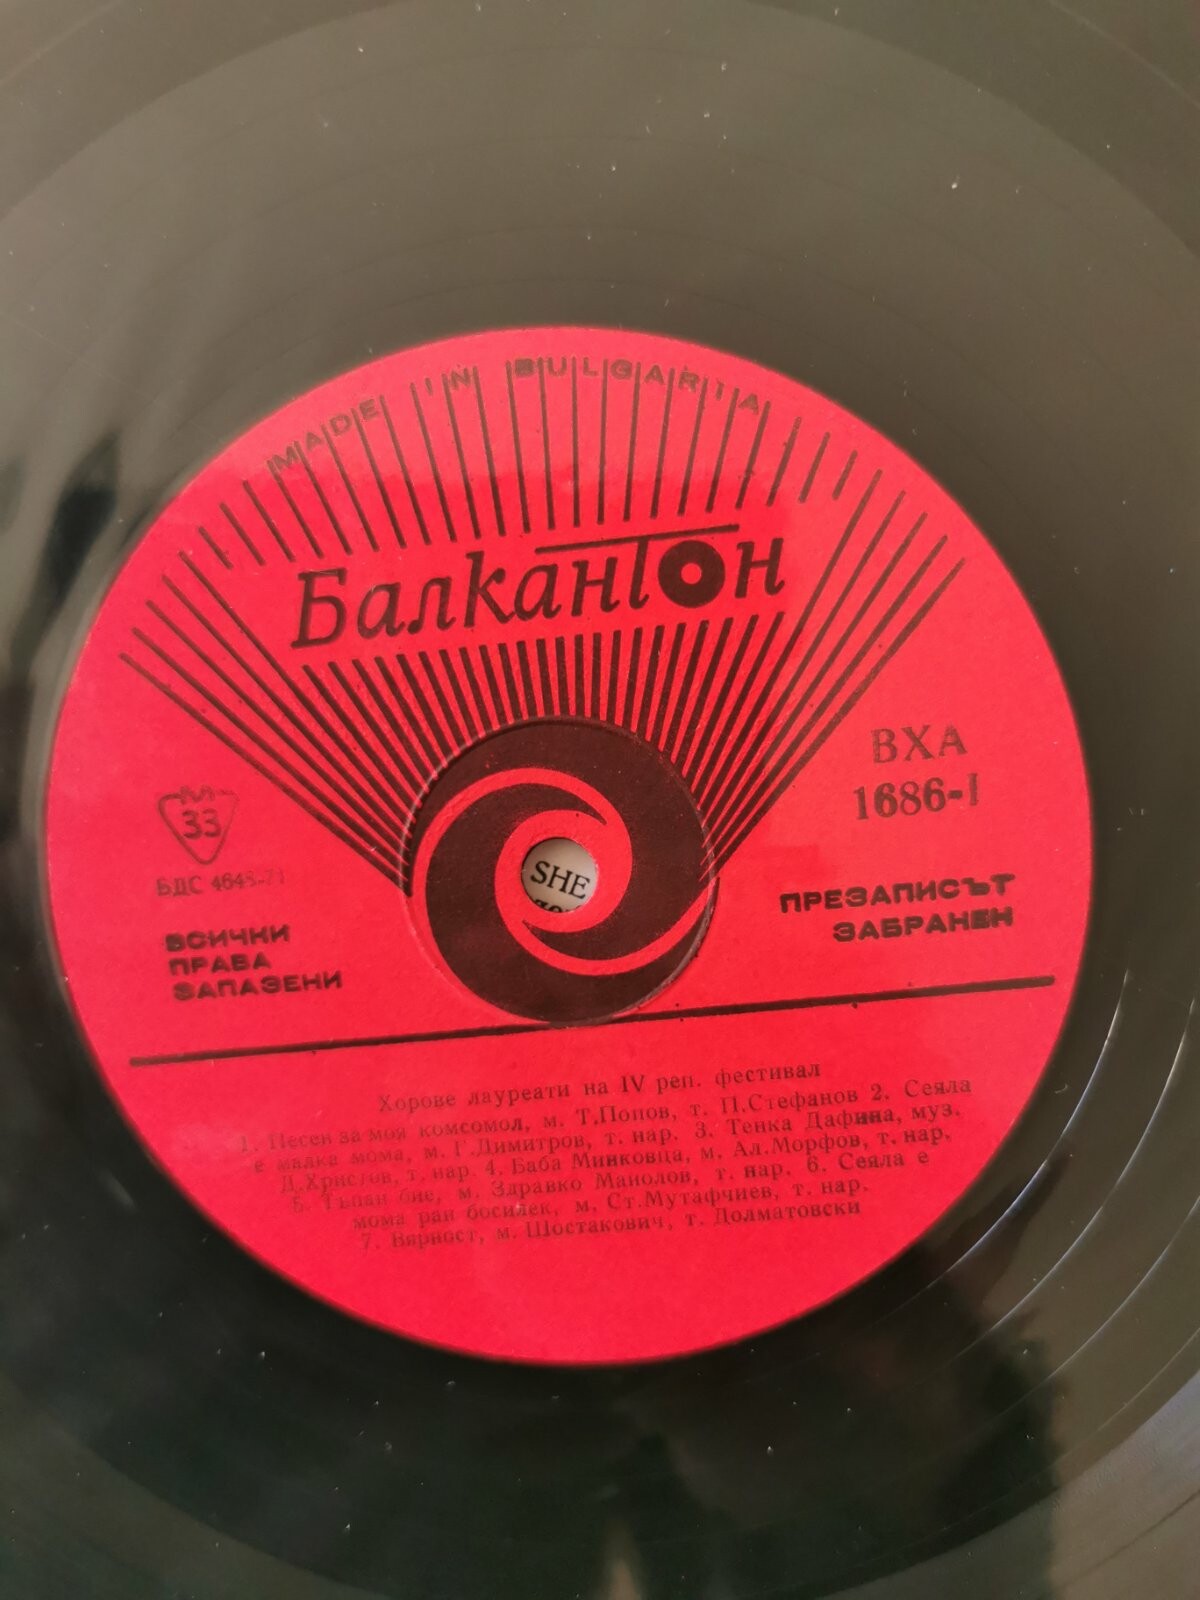 MADE IN BULGARIA
Балкантон
ВХА
1686-I
33
БДС 4648-71
SHE
ВСИЧКИ
ПРАВА
ЗАПАЗЕНИ
ПРЕЗАПИСЪТ
ЗАБРАНЕН
Хорове лауреати на IV реп. фестивал
1. Песен за моя комсомол, м. Т.Попов, т. П.Стефанов 2. Сеяла
е малка мома, м. Г.Димитров, т. нар. 3. Тенка Дафина, муз.
Д.Христов, т. нар 4. Баба Минковца, м. Ал.Морфов, т. нар.
5. Тъпан бие, м. Здравко Манолов, т. нар. 6. Сеяла е
мома ран босилек, м. Ст.Мутафчиев, т. нар.
7. Вярност, м. Шостакович, т. Долматовски